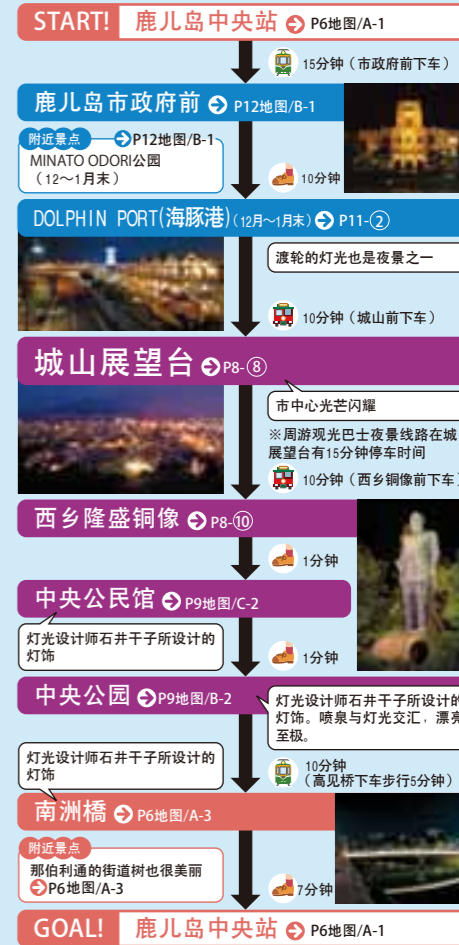 START! 鹿儿岛中央站 P6地图/A-1
15分钟（市政府前下车）
鹿儿岛市政府前 P12地图/B-1
附近景点 P12地图/B-1
MINATO ODORI公园
（12～1月末）
10分钟
DOLPHIN PORT(海豚港)(12月～1月末) P11-②
渡轮的灯光也是夜景之一
10分钟（城山前下车）
城山展望台 P8-⑧
市中心光芒闪耀
※周游观光巴士夜景线路在城
展望台有15分钟停车时间
10分钟（西乡铜像前下车）
西乡隆盛铜像 P8-⑩
1分钟
中央公民馆 P9地图/C-2
灯光设计师石井干子所设计的
灯饰
1分钟
中央公园 P9地图/B-2
灯光设计师石井干子所设计的
灯饰。喷泉与灯光交汇，漂亮
至极。
灯光设计师石井干子所设计的
灯饰
10分钟
（高见桥下车步行5分钟）
南洲橋 P6地图/A-3
附近景点
那伯利通的街道树也很美丽
P6地图/A-3
7分钟
GOAL! 鹿儿岛中央站 P6地图/A-1